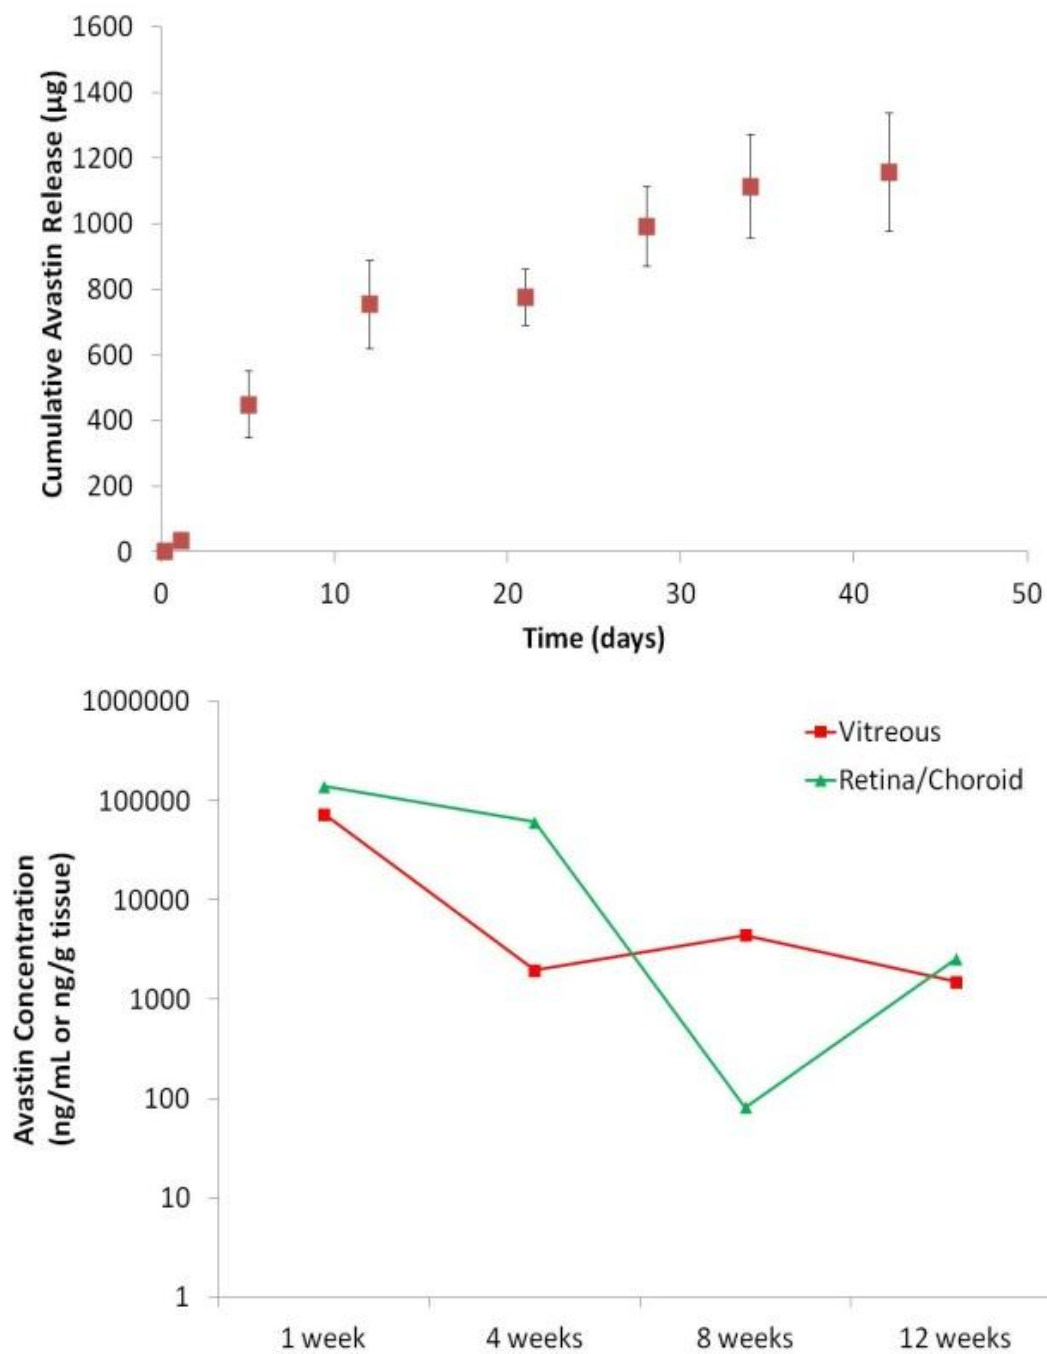 Cumulative Avastin Release (µg)
1600
1400
1200
1000
800
600
400
200
0
0 10 20 30 40 50
Time (days)
Avastin Concentration
(ng/mL or ng/g tissue)
1000000
100000
10000
1000
100
10
1
Vitreous
Retina/Choroid
1 week 4 weeks 8 weeks 12 weeks